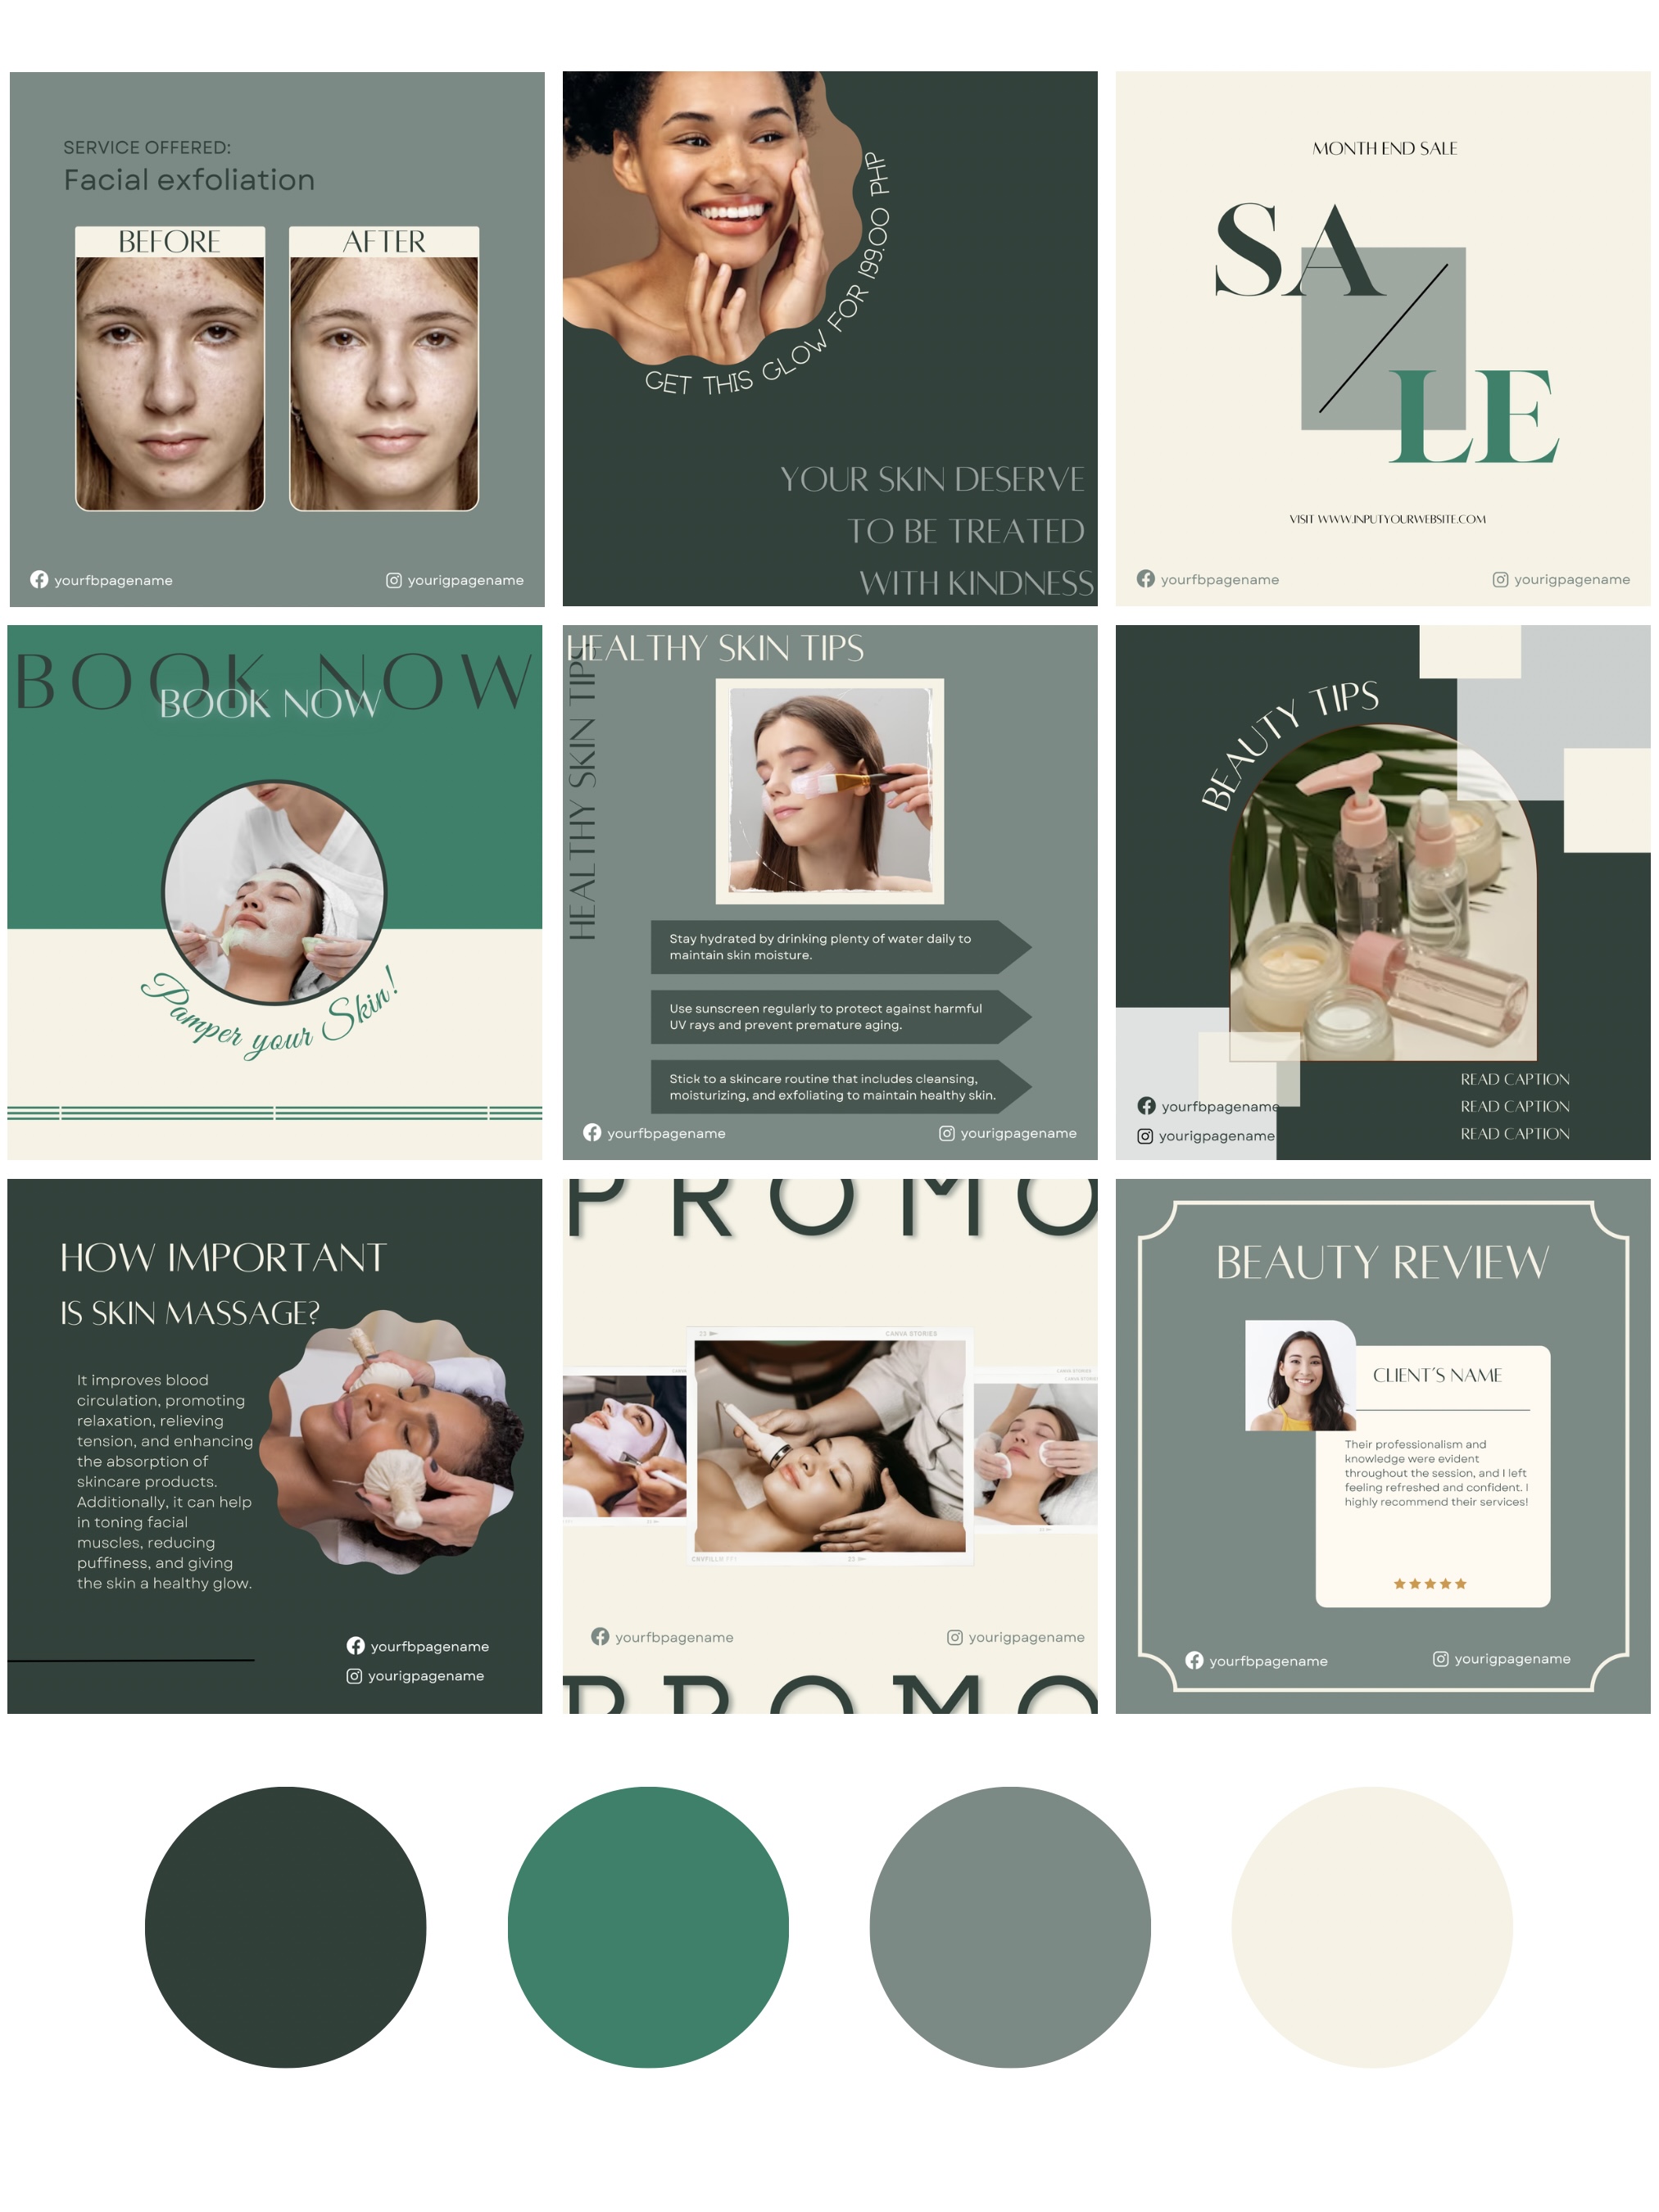 SERVICE OFFERED:
Facial exfoliation
BEFORE
AFTER
yourfbpagename
yourigpagename
GET THIS GLOW FOR 199.00 PHP
YOUR SKIN DESERVE
TO BE TREATED
WITH KINDNESS
MONTH END SALE
SA
LE
VISIT WWW.INPUTYOURWEBSITE.COM
yourfbpagename
yourigpagename
BOOK NOW
BOOK NOW
Pamper your Skin!
HEALTHY SKIN TIPS
HEALTHY SKIN TIPS
Stay hydrated by drinking plenty of water daily to
maintain skin moisture.
Use sunscreen regularly to protect against harmful
UV rays and prevent premature aging.
Stick to a skincare routine that includes cleansing,
moisturizing, and exfoliating to maintain healthy skin.
yourfbpagename
yourigpagename
BEAUTY TIPS
READ CAPTION
READ CAPTION
READ CAPTION
yourfbpagename
yourigpagename
HOW IMPORTANT
IS SKIN MASSAGE?
It improves blood
circulation, promoting
relaxation, relieving
tension, and enhancing
the absorption of
skincare products.
Additionally, it can help
in toning facial
muscles, reducing
puffiness, and giving
the skin a healthy glow.
yourfbpagename
yourigpagename
PROMO
23
CANVA STORIES
CANVA STORIES
23
yourfbpagename
yourigpagename
PROMO
BEAUTY REVIEW
CLIENT'S NAME
Their professionalism and
knowledge were evident
throughout the session, and I left
feeling refreshed and confident. I
highly recommend their services!
yourfbpagename
yourigpagename